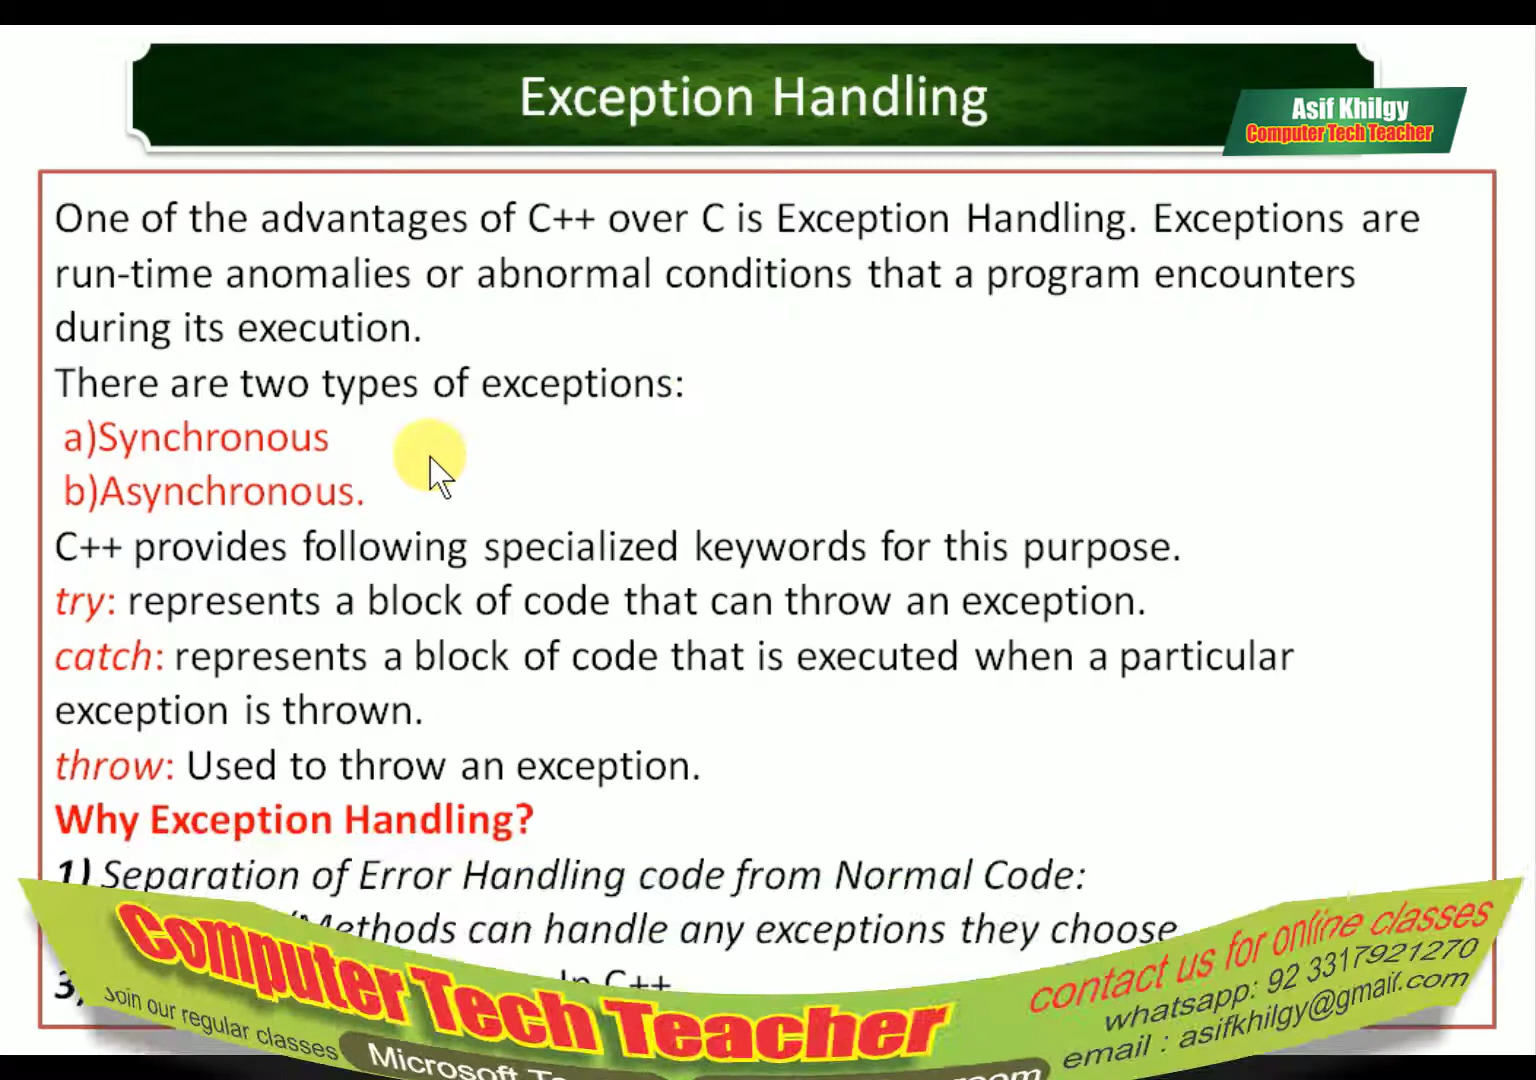 Exception Handling
Asif Khilgy
Computer Tech Teacher
One of the advantages of C++ over C is Exception Handling. Exceptions are
run-time anomalies or abnormal conditions that a program encounters
during its execution.
There are two types of exceptions:
a)Synchronous
b)Asynchronous.
C++ provides following specialized keywords for this purpose.
try: represents a block of code that can throw an exception.
catch: represents a block of code that is executed when a particular
exception is thrown.
throw: Used to throw an exception.
Why Exception Handling?
1) Separation of Error Handling code from Normal Code:
/Methods can handle any exceptions they choose
3) In C++
Computer Tech Teacher
Join our regular classes
Microsoft
contact us for online classes
whatsapp: 92 3317921270
email : asifkhilgy@gmail.com